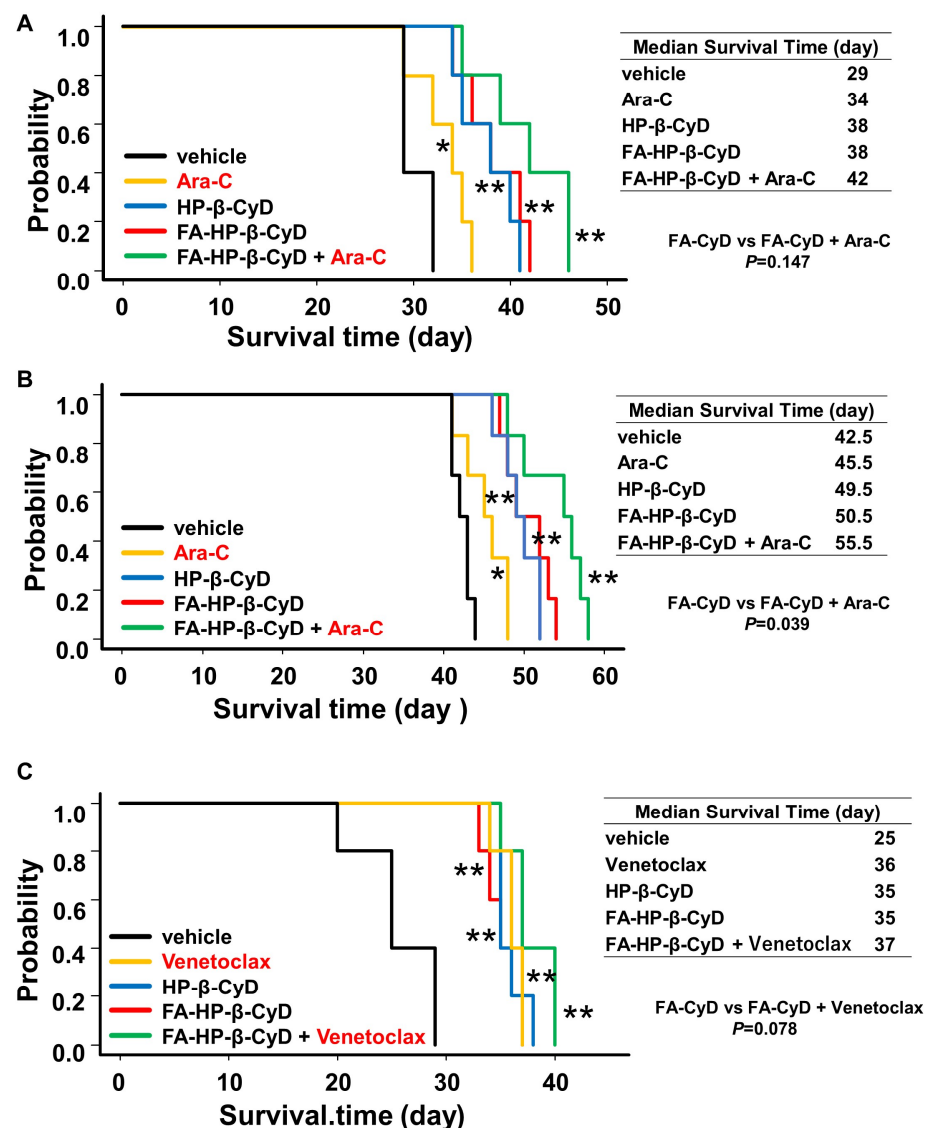 A
1.0
0.8
0.6
0.4
0.2
0.0
Probability
vehicle
Ara-C
HP-β-CyD
FA-HP-β-CyD
FA-HP-β-CyD + Ara-C
*
**
**
**
0 10 20 30 40 50
Survival time (day)
Median Survival Time (day)
vehicle 29
Ara-C 34
HP-β-CyD 38
FA-HP-β-CyD 38
FA-HP-β-CyD + Ara-C 42
FA-CyD vs FA-CyD + Ara-C
P=0.147
B
1.0
0.8
0.6
0.4
0.2
0.0
Probability
vehicle
Ara-C
HP-β-CyD
FA-HP-β-CyD
FA-HP-β-CyD + Ara-C
**
**
*
**
0 10 20 30 40 50 60
Survival time (day )
Median Survival Time (day)
vehicle 42.5
Ara-C 45.5
HP-β-CyD 49.5
FA-HP-β-CyD 50.5
FA-HP-β-CyD + Ara-C 55.5
FA-CyD vs FA-CyD + Ara-C
P=0.039
C
1.0
0.8
0.6
0.4
0.2
0.0
Probability
vehicle
Venetoclax
HP-β-CyD
FA-HP-β-CyD
FA-HP-β-CyD + Venetoclax
**
**
**
**
0 20 30 40
Survival.time (day)
Median Survival Time (day)
vehicle 25
Venetoclax 36
HP-β-CyD 35
FA-HP-β-CyD 35
FA-HP-β-CyD + Venetoclax 37
FA-CyD vs FA-CyD + Venetoclax
P=0.078